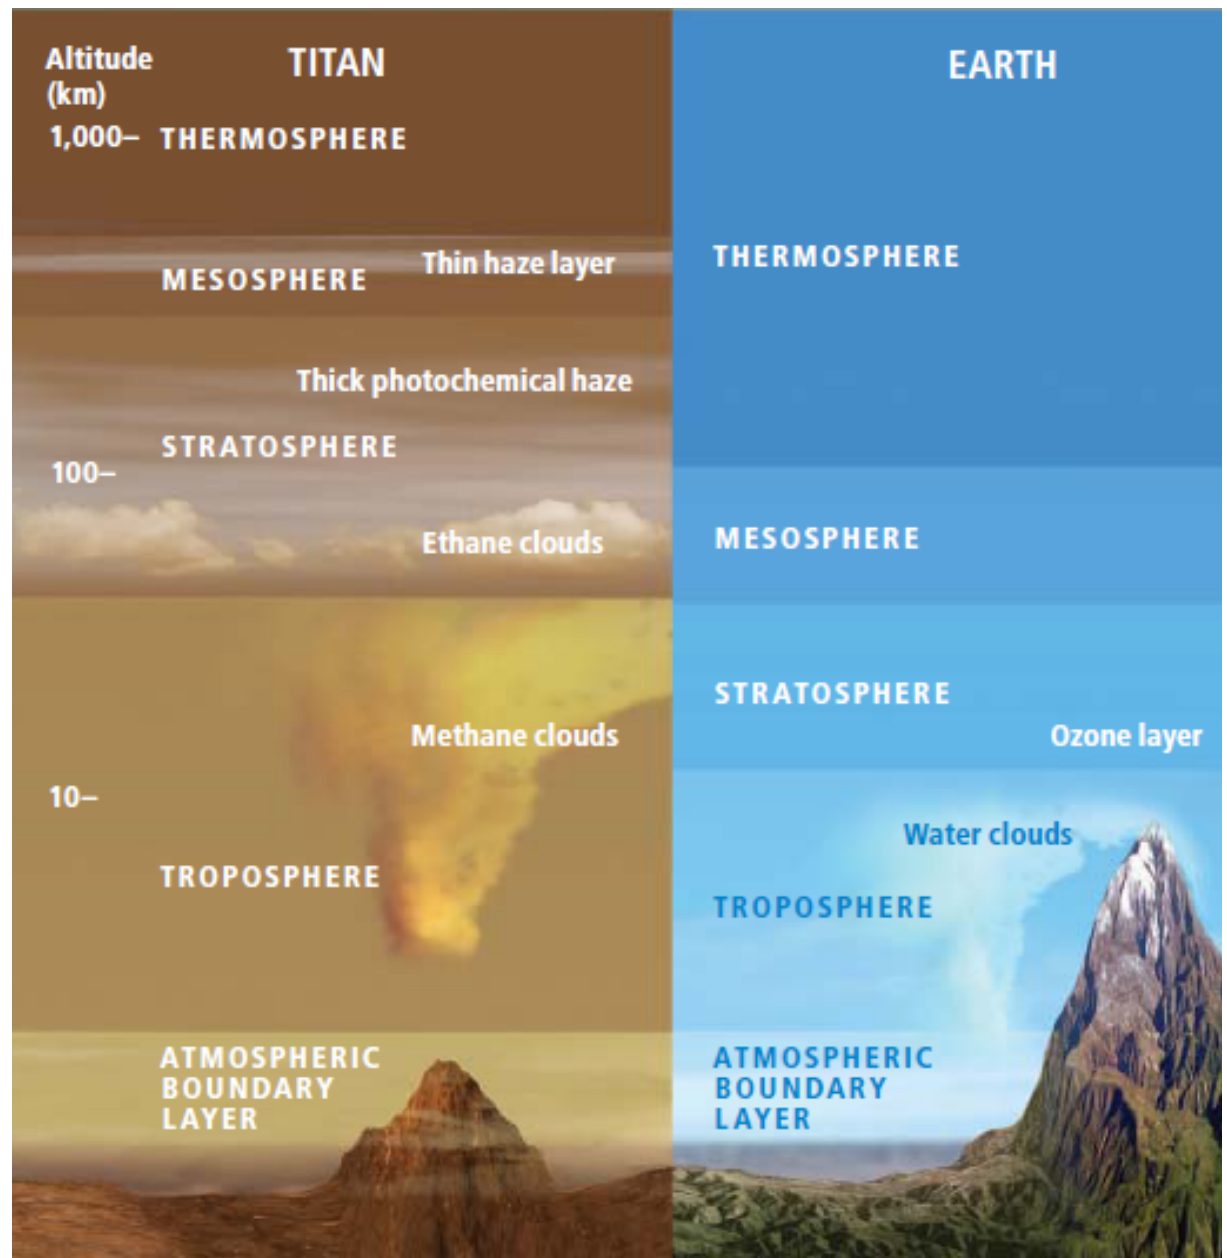 Altitude
(km)
TITAN
1,000–
THERMOSPHERE
Thin haze layer
MESOSPHERE
Thick photochemical haze
STRATOSPHERE
100–
Ethane clouds
Methane clouds
10–
TROPOSPHERE
ATMOSPHERIC
BOUNDARY
LAYER
EARTH
THERMOSPHERE
MESOSPHERE
STRATOSPHERE
Ozone layer
Water clouds
TROPOSPHERE
ATMOSPHERIC
BOUNDARY
LAYER